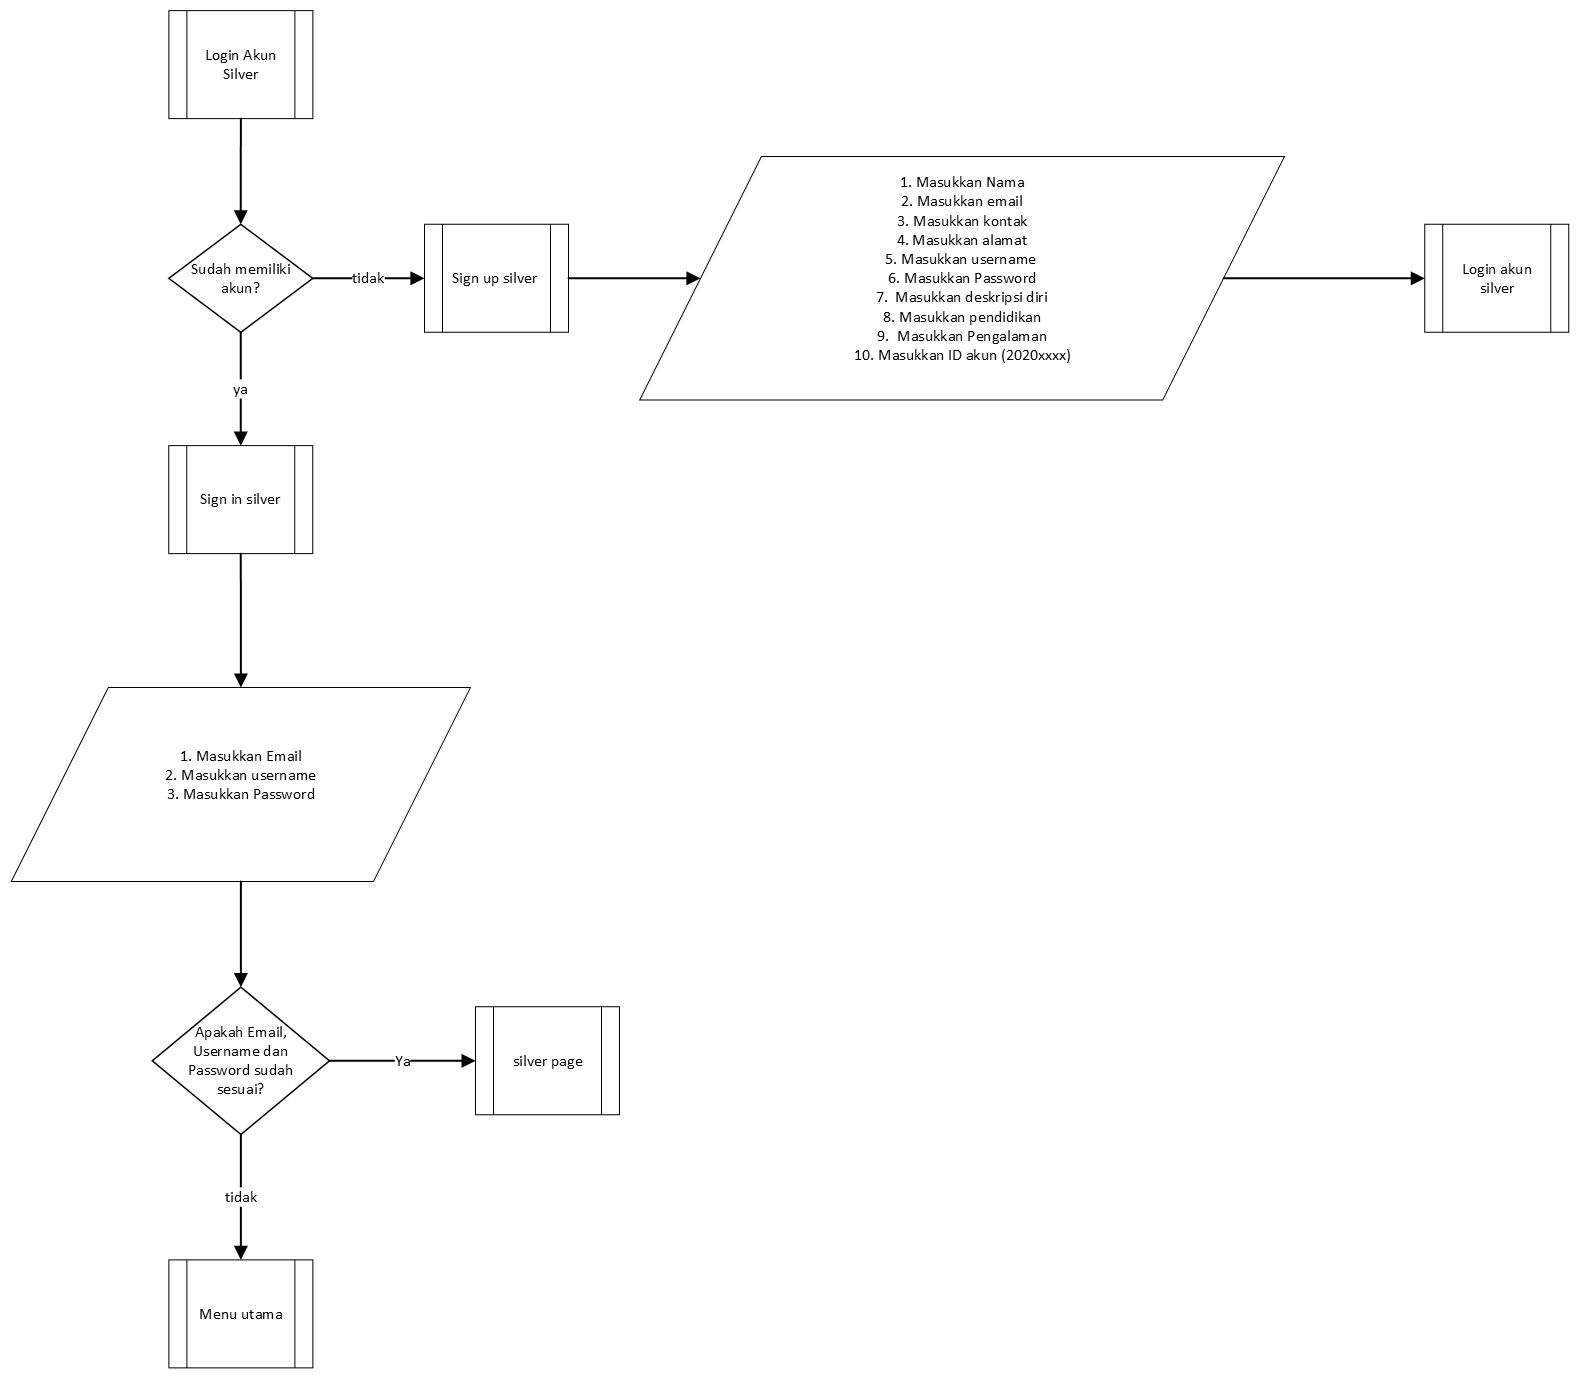 Login Akun
Silver
Sudah memiliki
akun?
tidak
Sign up silver
1. Masukkan Nama
2. Masukkan email
3. Masukkan kontak
4. Masukkan alamat
5. Masukkan username
6. Masukkan Password
7.  Masukkan deskripsi diri
8. Masukkan pendidikan
9.  Masukkan Pengalaman
10. Masukkan ID akun (2020xxxx)
Login akun
silver
ya
Sign in silver
1. Masukkan Email
2. Masukkan username
3. Masukkan Password
Apakah Email,
Username dan
Password sudah
sesuai?
Ya
silver page
tidak
Menu utama